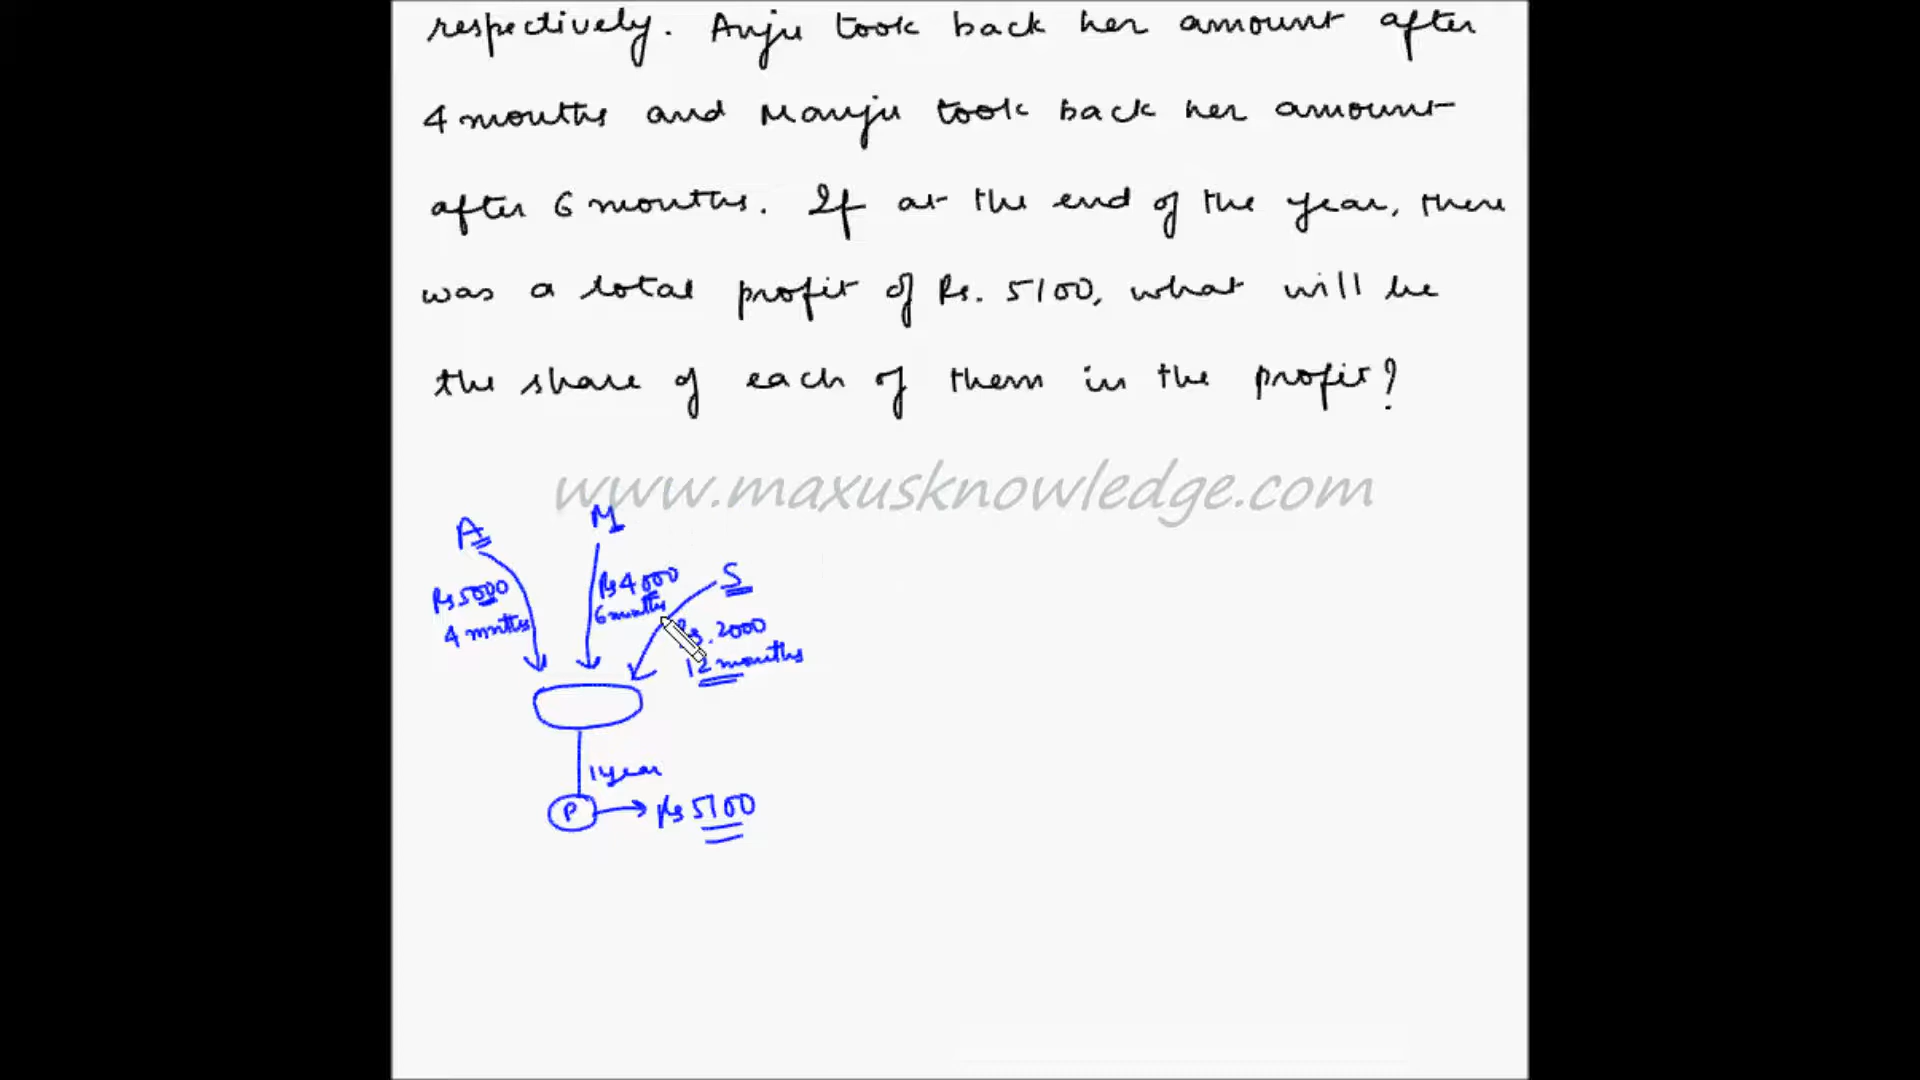 respectively. Anju took back her amount after
4 months and Manju took back her amount
after 6 months. If at the end of the year, there
was a total profit of Rs. 5100, what will be
the share of each of them in the profit?
www.maxusknowledge.com
A
M
S
Rs 5000
4 months
Rs 4000
6 months
Rs. 2000
12 months
1 year
P
Rs 5100